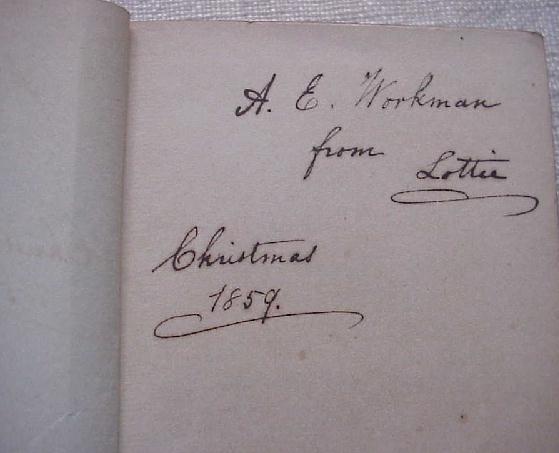 A. E. Workman
from
Lottie
Christmas
1859.